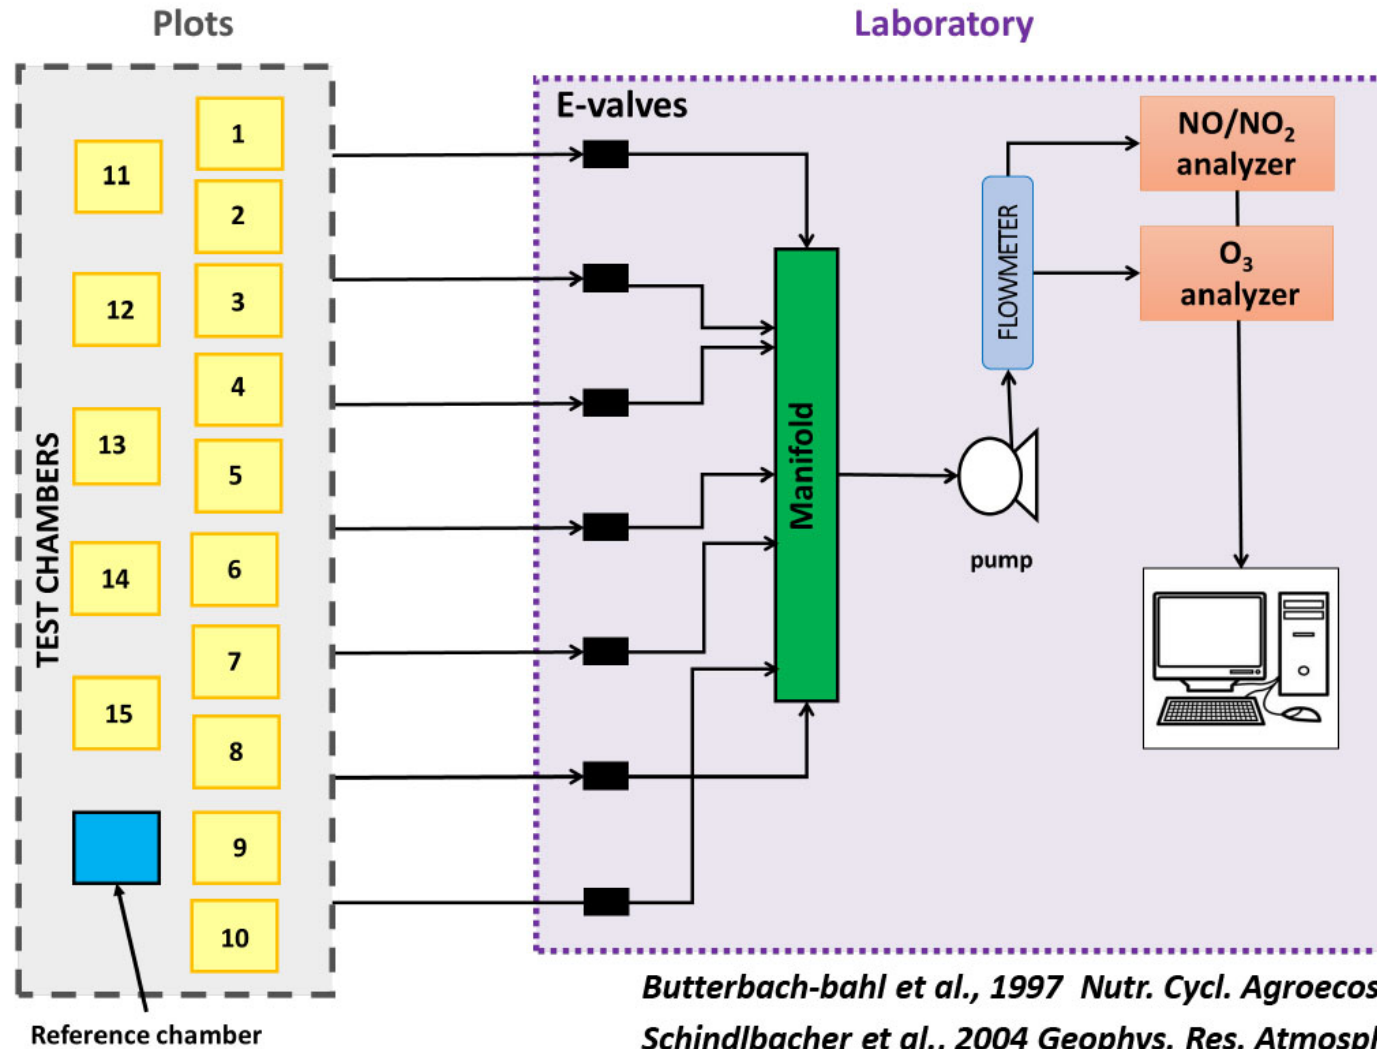 Plots
Laboratory
TEST CHAMBERS
1
2
3
4
5
6
7
8
9
10
11
12
13
14
15
Reference chamber
E-valves
Manifold
pump
FLOWMETER
NO/NO₂
analyzer
O₃
analyzer
Butterbach-bahl et al., 1997 Nutr. Cycl. Agroecos
Schindlbacher et al., 2004 Geophys. Res. Atmosph